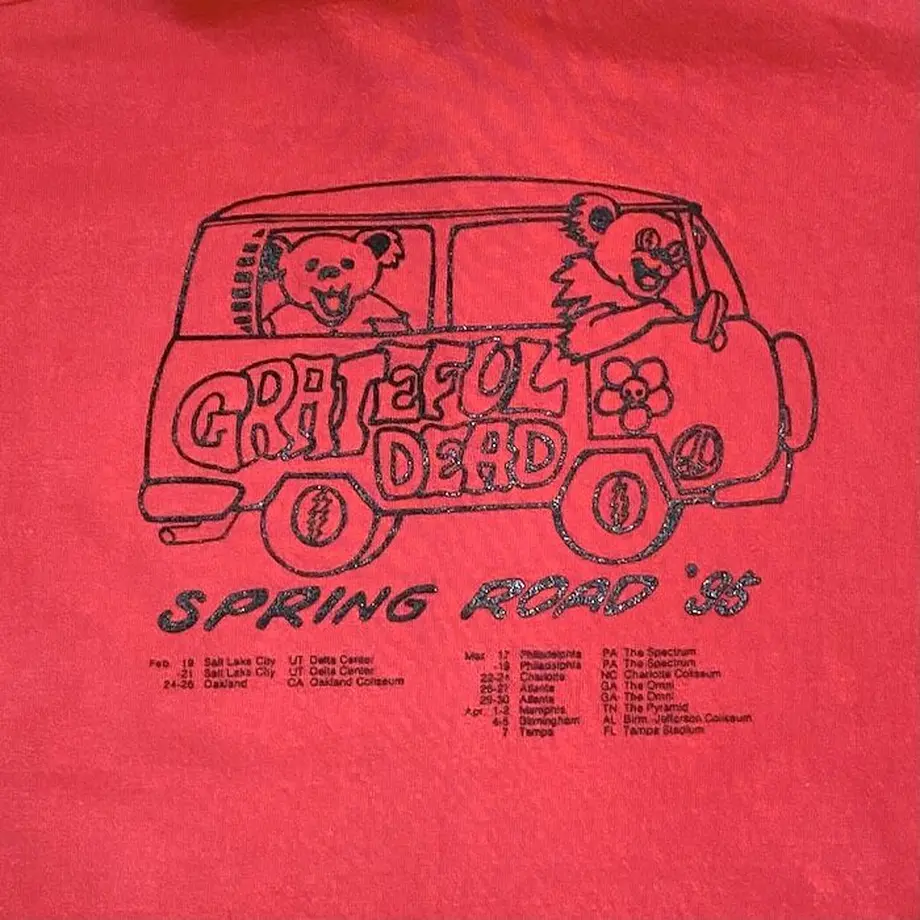 GRATEFUL
DEAD
SPRING ROAD '95
Feb. 19 Salt Lake City UT Delta Center
-21 Salt Lake City UT Delta Center
24-26 Oakland CA Oakland Coliseum
Mar. 17 Philadelphia PA The Spectrum
-19 Philadelphia PA The Spectrum
22-24 Charlotte NC Charlotte Coliseum
26-27 Atlanta GA The Omni
29-30 Atlanta GA The Omni
Apr. 1-2 Memphis TN The Pyramid
4-5 Birmingham AL Birm.-Jefferson Coliseum
7 Tampa FL Tampa Stadium